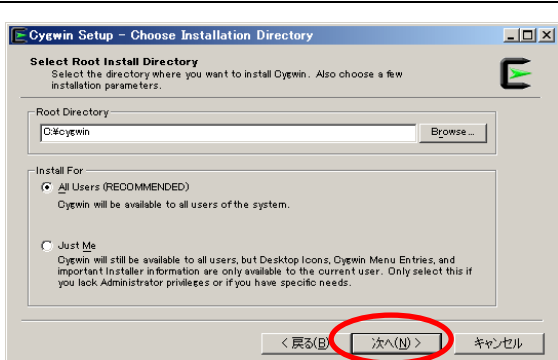 Cygwin Setup - Choose Installation Directory
Select Root Install Directory
Select the directory where you want to install Cygwin. Also choose a few
installation parameters.
Root Directory
C:¥cygwin
Browse...
Install For
All Users (RECOMMENDED)
Cygwin will be available to all users of the system.
Just Me
Cygwin will still be available to all users, but Desktop Icons, Cygwin Menu Entries, and
important Installer information are only available to the current user. Only select this if
you lack Administrator privileges or if you have specific needs.
< 戻る(B)
次へ(N) >
キャンセル